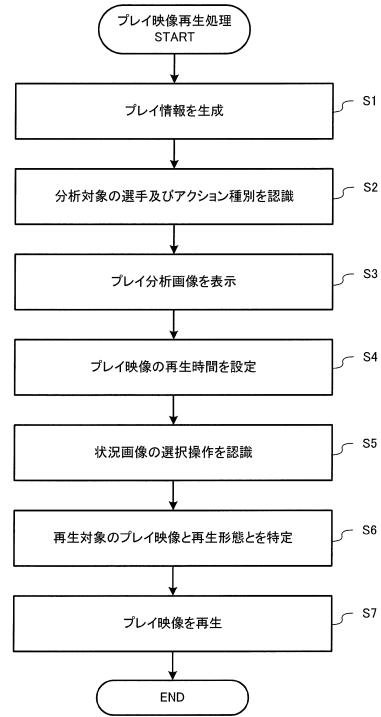 プレイ映像再生処理
START
プレイ情報を生成
S1
分析対象の選手及びアクション種別を認識
S2
プレイ分析画像を表示
S3
プレイ映像の再生時間を設定
S4
状況画像の選択操作を認識
S5
再生対象のプレイ映像と再生形態とを特定
S6
プレイ映像を再生
S7
END